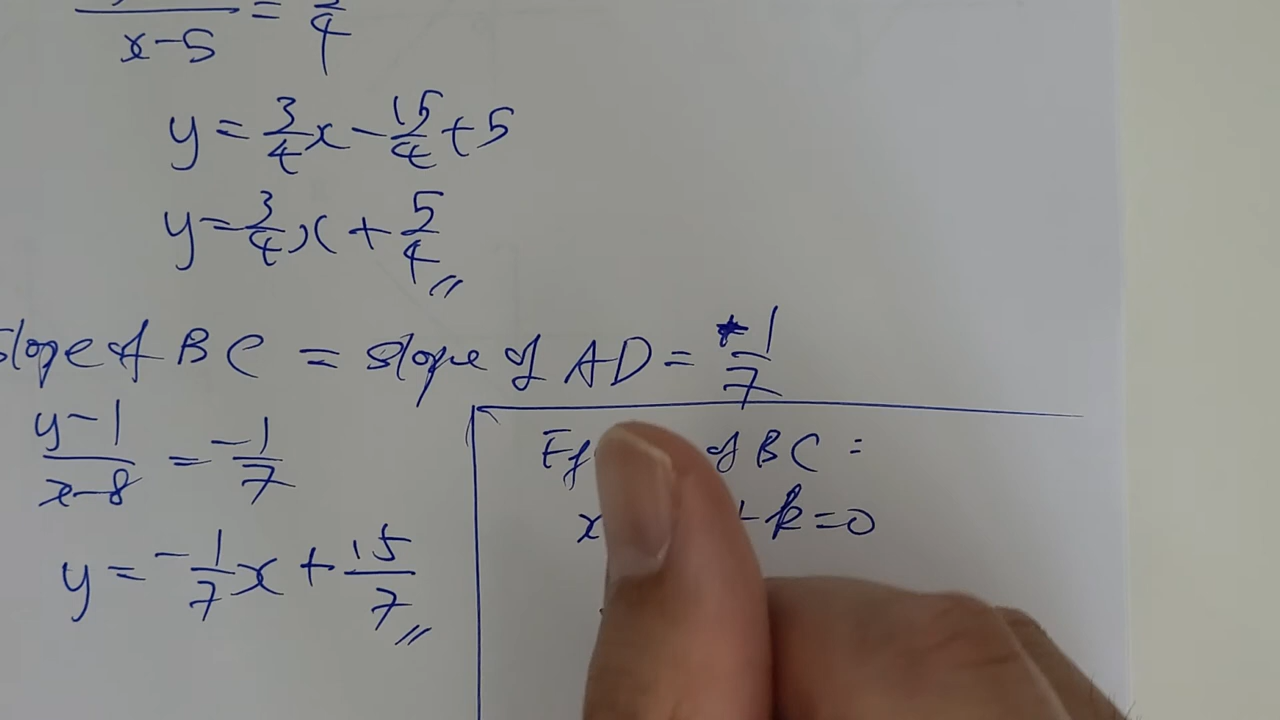 x-5 = 4
y = 3/4 x - 15/4 + 5
y = 3/4 x + 5/4 //
Slope of BC = slope of AD = -1/7
y-1/x-8 = -1/7
y = -1/7 x + 15/7 //
of BC =
x + k = 0